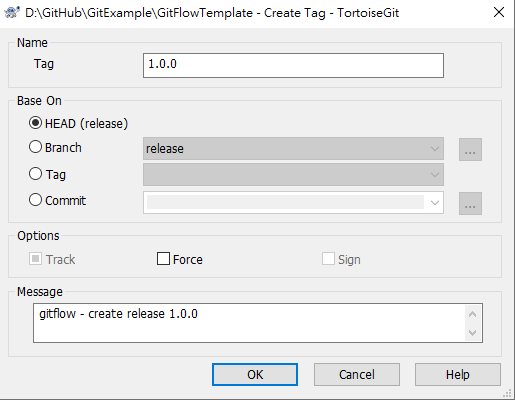 D:\GitHub\GitExample\GitFlowTemplate - Create Tag - TortoiseGit
Name
Tag 1.0.0
Base On
HEAD (release)
Branch release ...
Tag
Commit ...
Options
Track Force Sign
Message
gitflow - create release 1.0.0
OK Cancel Help